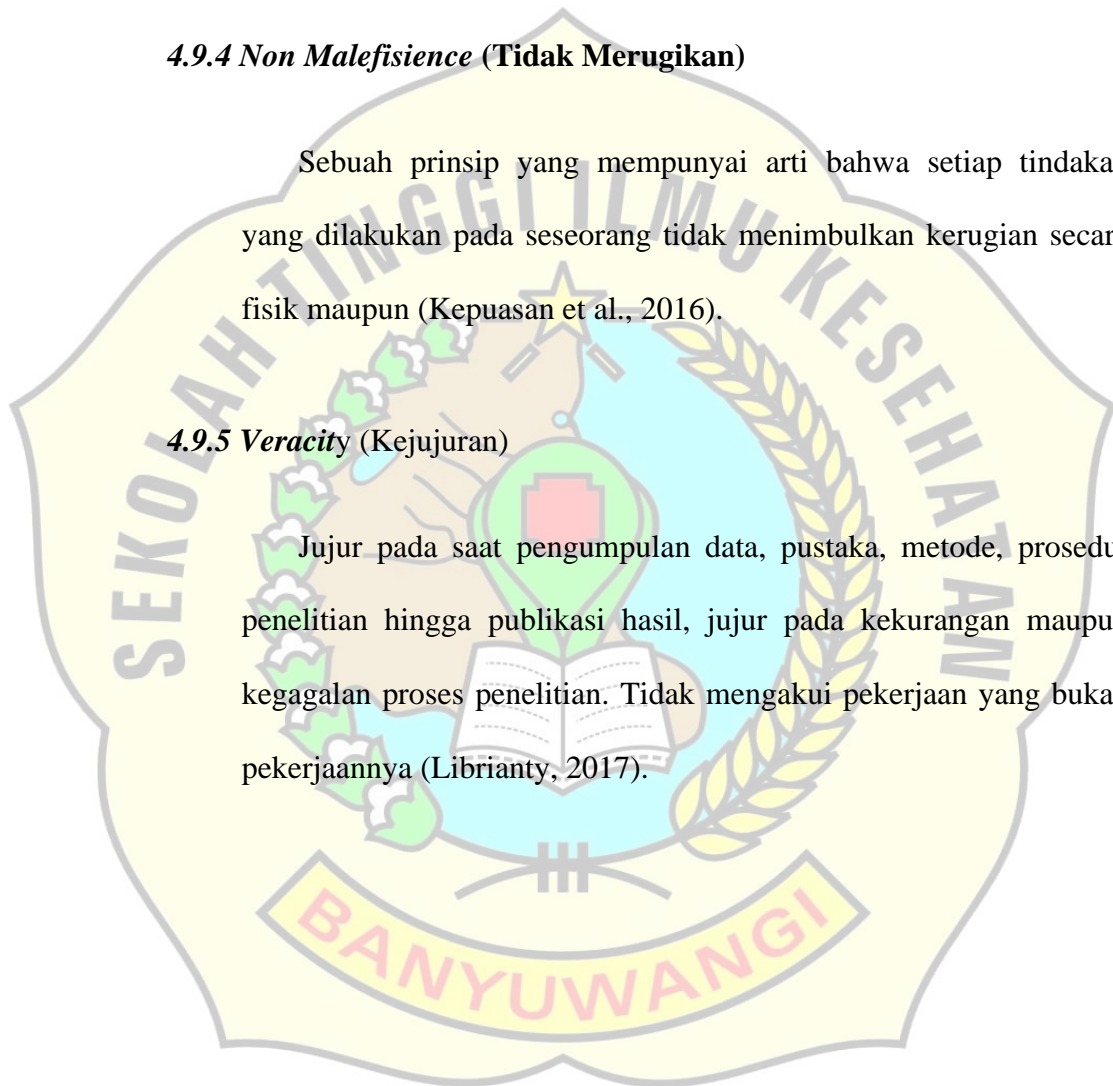 4.9.4 Non Malefisience (Tidak Merugikan)
Sebuah prinsip yang mempunyai arti bahwa setiap tindaka
yang dilakukan pada seseorang tidak menimbulkan kerugian secar
fisik maupun (Kepuasan et al., 2016).
4.9.5 Veracity (Kejujuran)
Jujur pada saat pengumpulan data, pustaka, metode, prosedu
penelitian hingga publikasi hasil, jujur pada kekurangan maupu
kegagalan proses penelitian. Tidak mengakui pekerjaan yang buka
pekerjaannya (Librianty, 2017).
SEKOLAH TINGGI ILMU KESEHATAN
BANYUWANGI